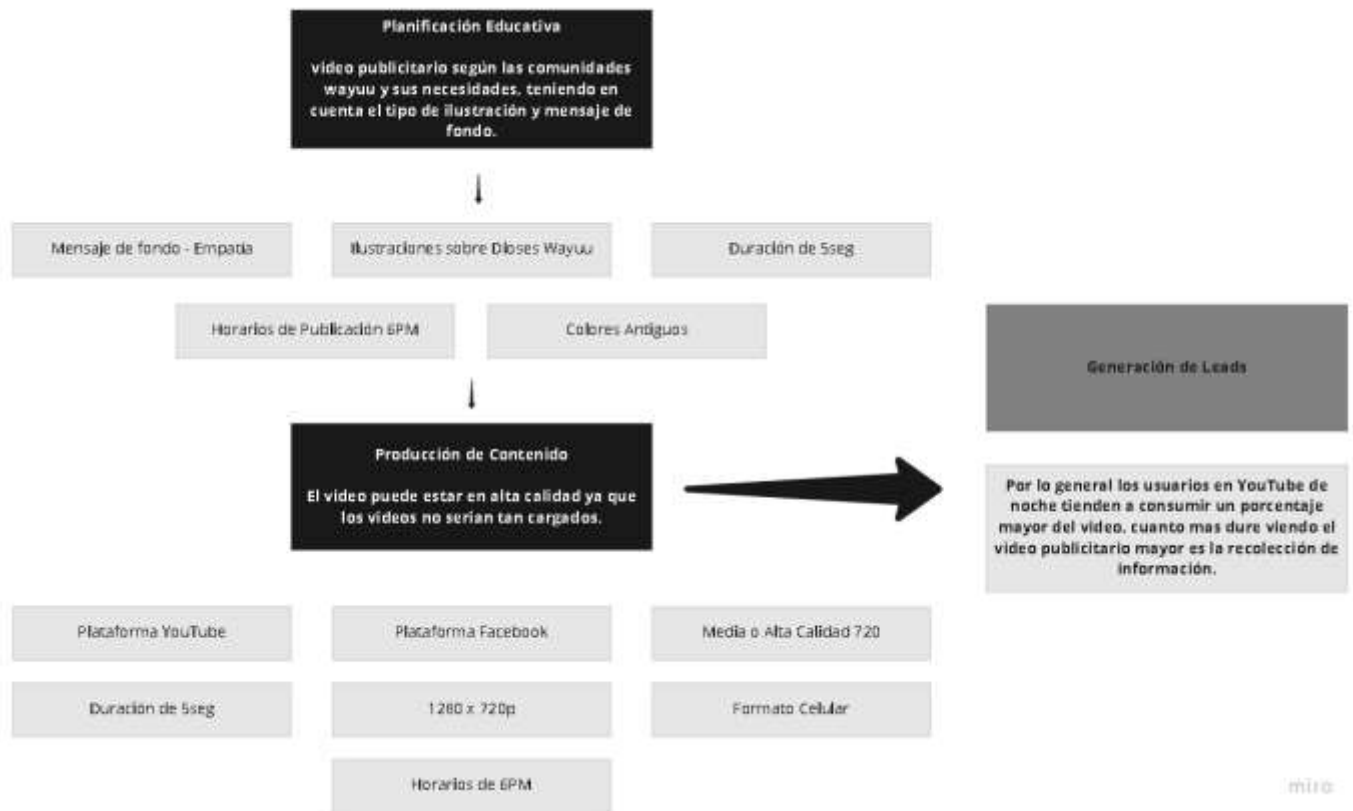 Planificación Educativa
video publicitario según las comunidades
wayuu y sus necesidades, teniendo en
cuenta el tipo de ilustración y mensaje de
fondo.
Mensaje de fondo - Empatia
Ilustraciones sobre Dioses Wayuu
Duración de 5seg
Horarios de Publicación 6PM
Colores Antiguos
Generación de Leads
Producción de Contenido
El video puede estar en alta calidad ya que
los videos no serian tan cargados.
Por lo general los usuarios en YouTube de
noche tienden a consumir un porcentaje
mayor del video, cuanto mas dure viendo el
video publicitario mayor es la recolección de
información.
Plataforma YouTube
Plataforma Facebook
Media o Alta Calidad 720
Duración de 5seg
1280 x 720p
Formato Cellular
Horarios de 6PM
miro